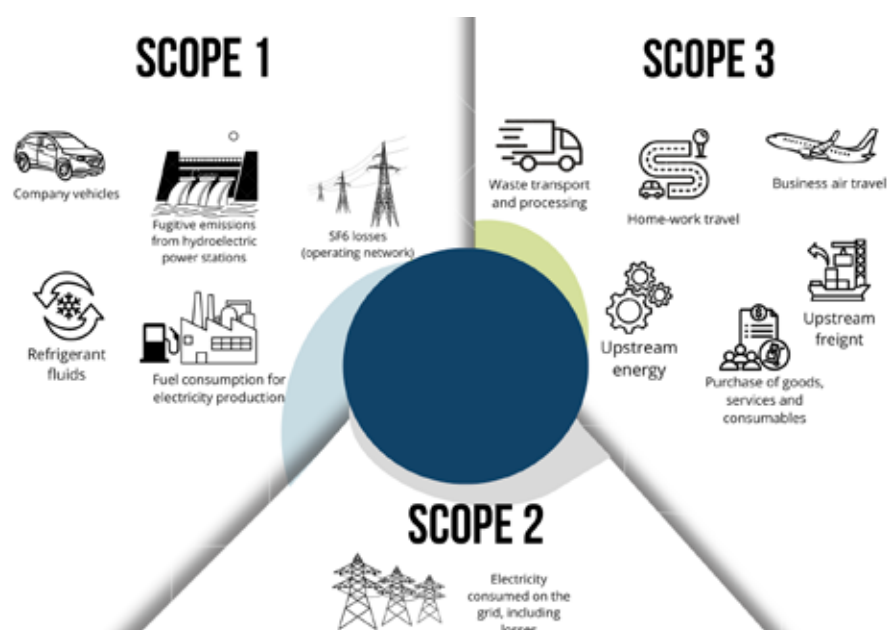 SCOPE 1
Company vehicles
Fugitive emissions
from hydroelectric
power stations
SF6 losses
(operating network)
Refrigerant
fluids
Fuel consumption for
electricity production
SCOPE 3
Waste transport
and processing
Home-work travel
Business air travel
Upstream
energy
Purchase of goods,
services and
consumables
Upstream
freignt
SCOPE 2
Electricity
consumed on the
grid, including
losses